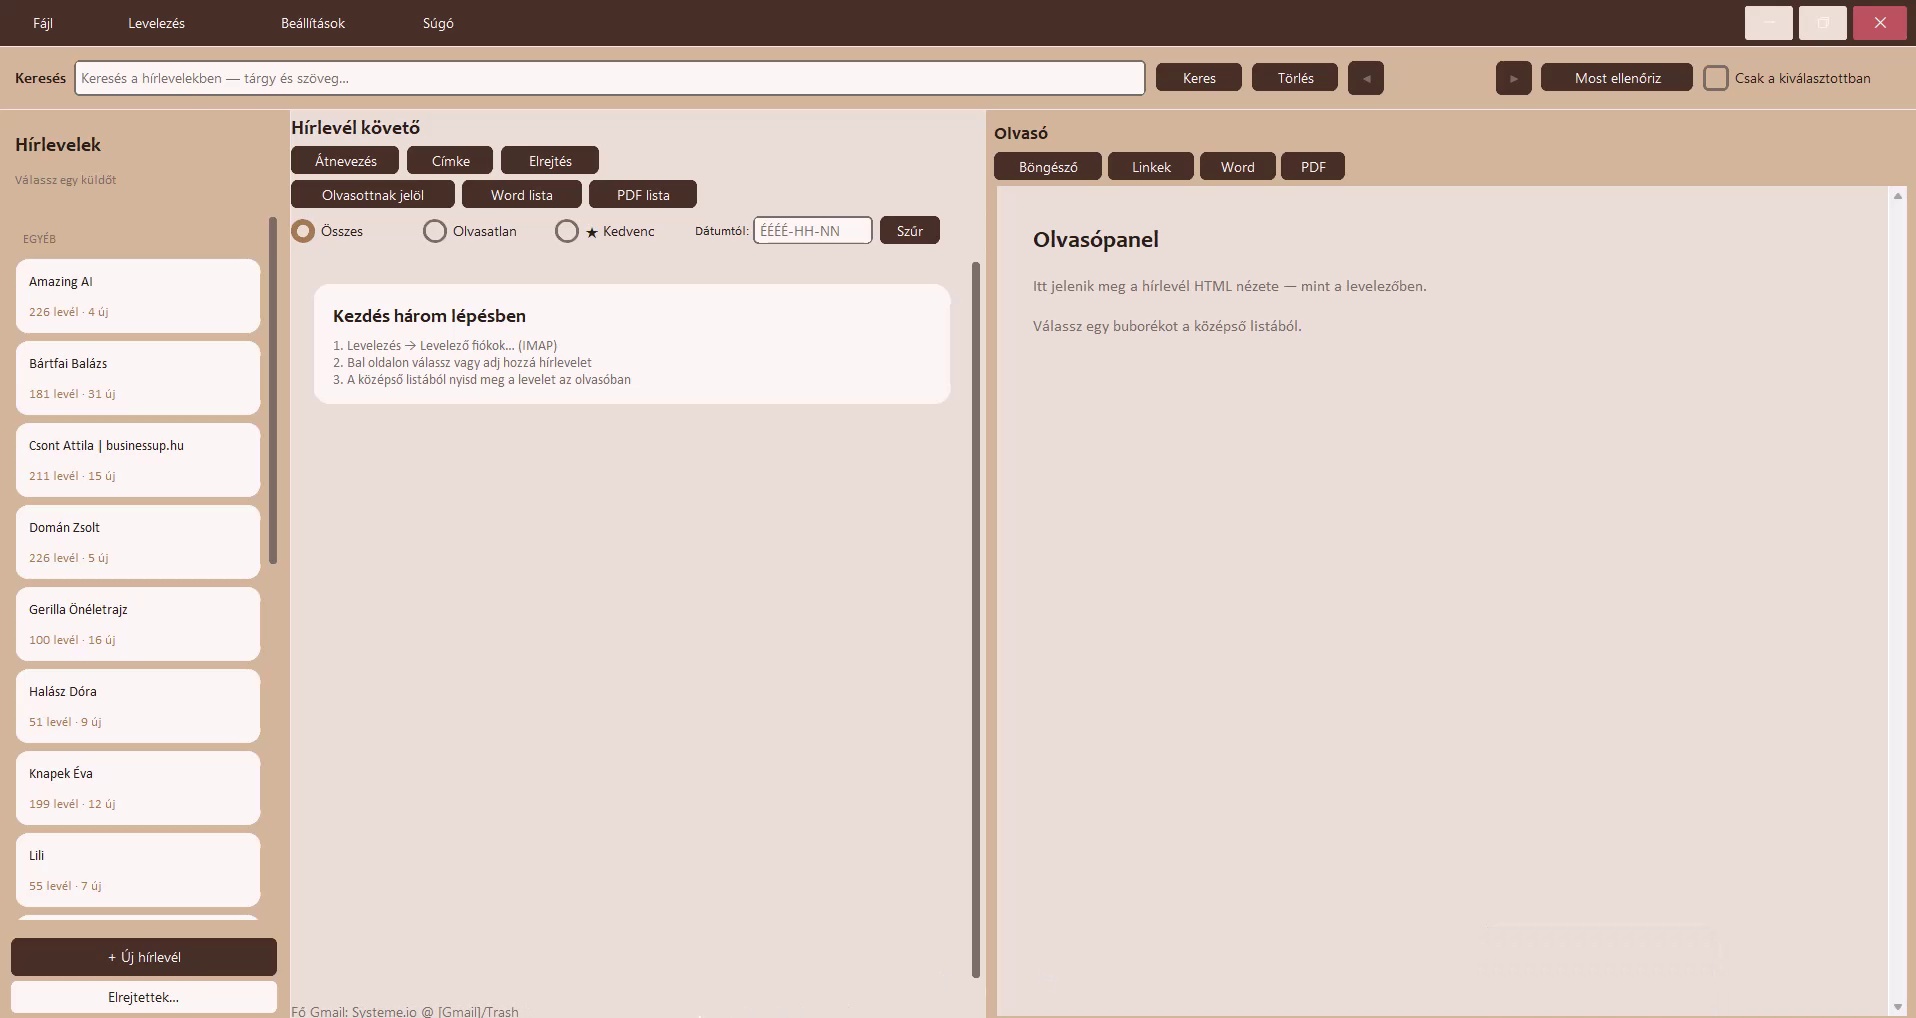 Fájl Levelezés Beállítások Súgó
Keresés Keresés a hírlevelekben — tárgy és szöveg... Keres Törlés ◄ ► Most ellenőriz Csak a kiválasztottban
Hírlevelek
Válassz egy küldőt
EGYÉB
Amazing AI
226 levél · 4 új
Bártfai Balázs
181 levél · 31 új
Csont Attila | businessup.hu
211 levél · 15 új
Domán Zsolt
226 levél · 5 új
Gerilla Önéletrajz
100 levél · 16 új
Halász Dóra
51 levél · 9 új
Knapek Éva
199 levél · 12 új
Lili
55 levél · 7 új
+ Új hírlevél
Elrejtettek...
Hírlevél követő
Átnevezés Címke Elrejtés
Olvasottnak jelöl Word lista PDF lista
Összes Olvasatlan ★ Kedvenc Dátumtól: ÉÉÉÉ-HH-NN Szűr
Kezdés három lépésben
1. Levelezés → Levelező fiókok... (IMAP)
2. Bal oldalon válassz vagy adj hozzá hírlevelet
3. A középső listából nyisd meg a levelet az olvasóban
Fő Gmail: Systeme.io @ [Gmail]/Trash
Olvasó
Böngésző Linkek Word PDF
Olvasópanel
Itt jelenik meg a hírlevél HTML nézete — mint a levelezőben.
Válassz egy buborékot a középső listából.